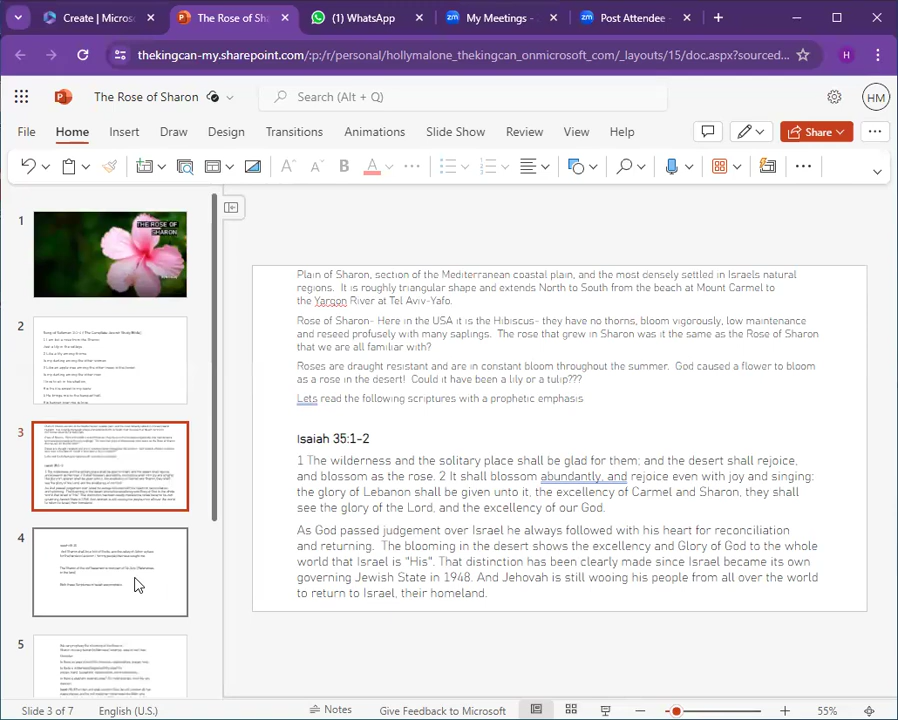 Create | Micros
The Rose of Sh
(1) WhatsApp
My Meetings -
Post Attendee
thekingcan-my.sharepoint.com/:p:/r/personal/hollymalone_thekingcan_onmicrosoft_com/_layouts/15/doc.aspx?sourced...
H
The Rose of Sharon
Search (Alt + Q)
HM
File
Home
Insert
Draw
Design
Transitions
Animations
Slide Show
Review
View
Help
Share
1
THE ROSE OF
SHARON
2
3
4
5
Plain of Sharon, section of the Mediterranean coastal plain, and the most densely settled in Israels natural
regions. It is roughly triangular shape and extends North to South from the beach at Mount Carmel to
the Yarqon River at Tel Aviv-Yafo.
Rose of Sharon- Here in the USA it is the Hibiscus- they have no thorns, bloom vigorously, low maintenance
and reseed profusely with many saplings. The rose that grew in Sharon was it the same as the Rose of Sharon
that we are all familiar with?
Roses are draught resistant and are in constant bloom throughout the summer. God caused a flower to bloom
as a rose in the desert! Could it have been a lily or a tulip???
Lets read the following scriptures with a prophetic emphasis
Isaiah 35:1-2
1 The wilderness and the solitary place shall be glad for them; and the desert shall rejoice,
and blossom as the rose. 2 It shall blossom abundantly, and rejoice even with joy and singing:
the glory of Lebanon shall be given unto it, the excellency of Carmel and Sharon, they shall
see the glory of the Lord, and the excellency of our God.
As God passed judgement over Israel he always followed with his heart for reconciliation
and returning. The blooming in the desert shows the excellency and Glory of God to the whole
world that Israel is "His". That distinction has been clearly made since Israel became its own
governing Jewish State in 1948. And Jehovah is still wooing his people from all over the world
to return to Israel, their homeland.
Slide 3 of 7
English (U.S.)
Notes
Give Feedback to Microsoft
55%